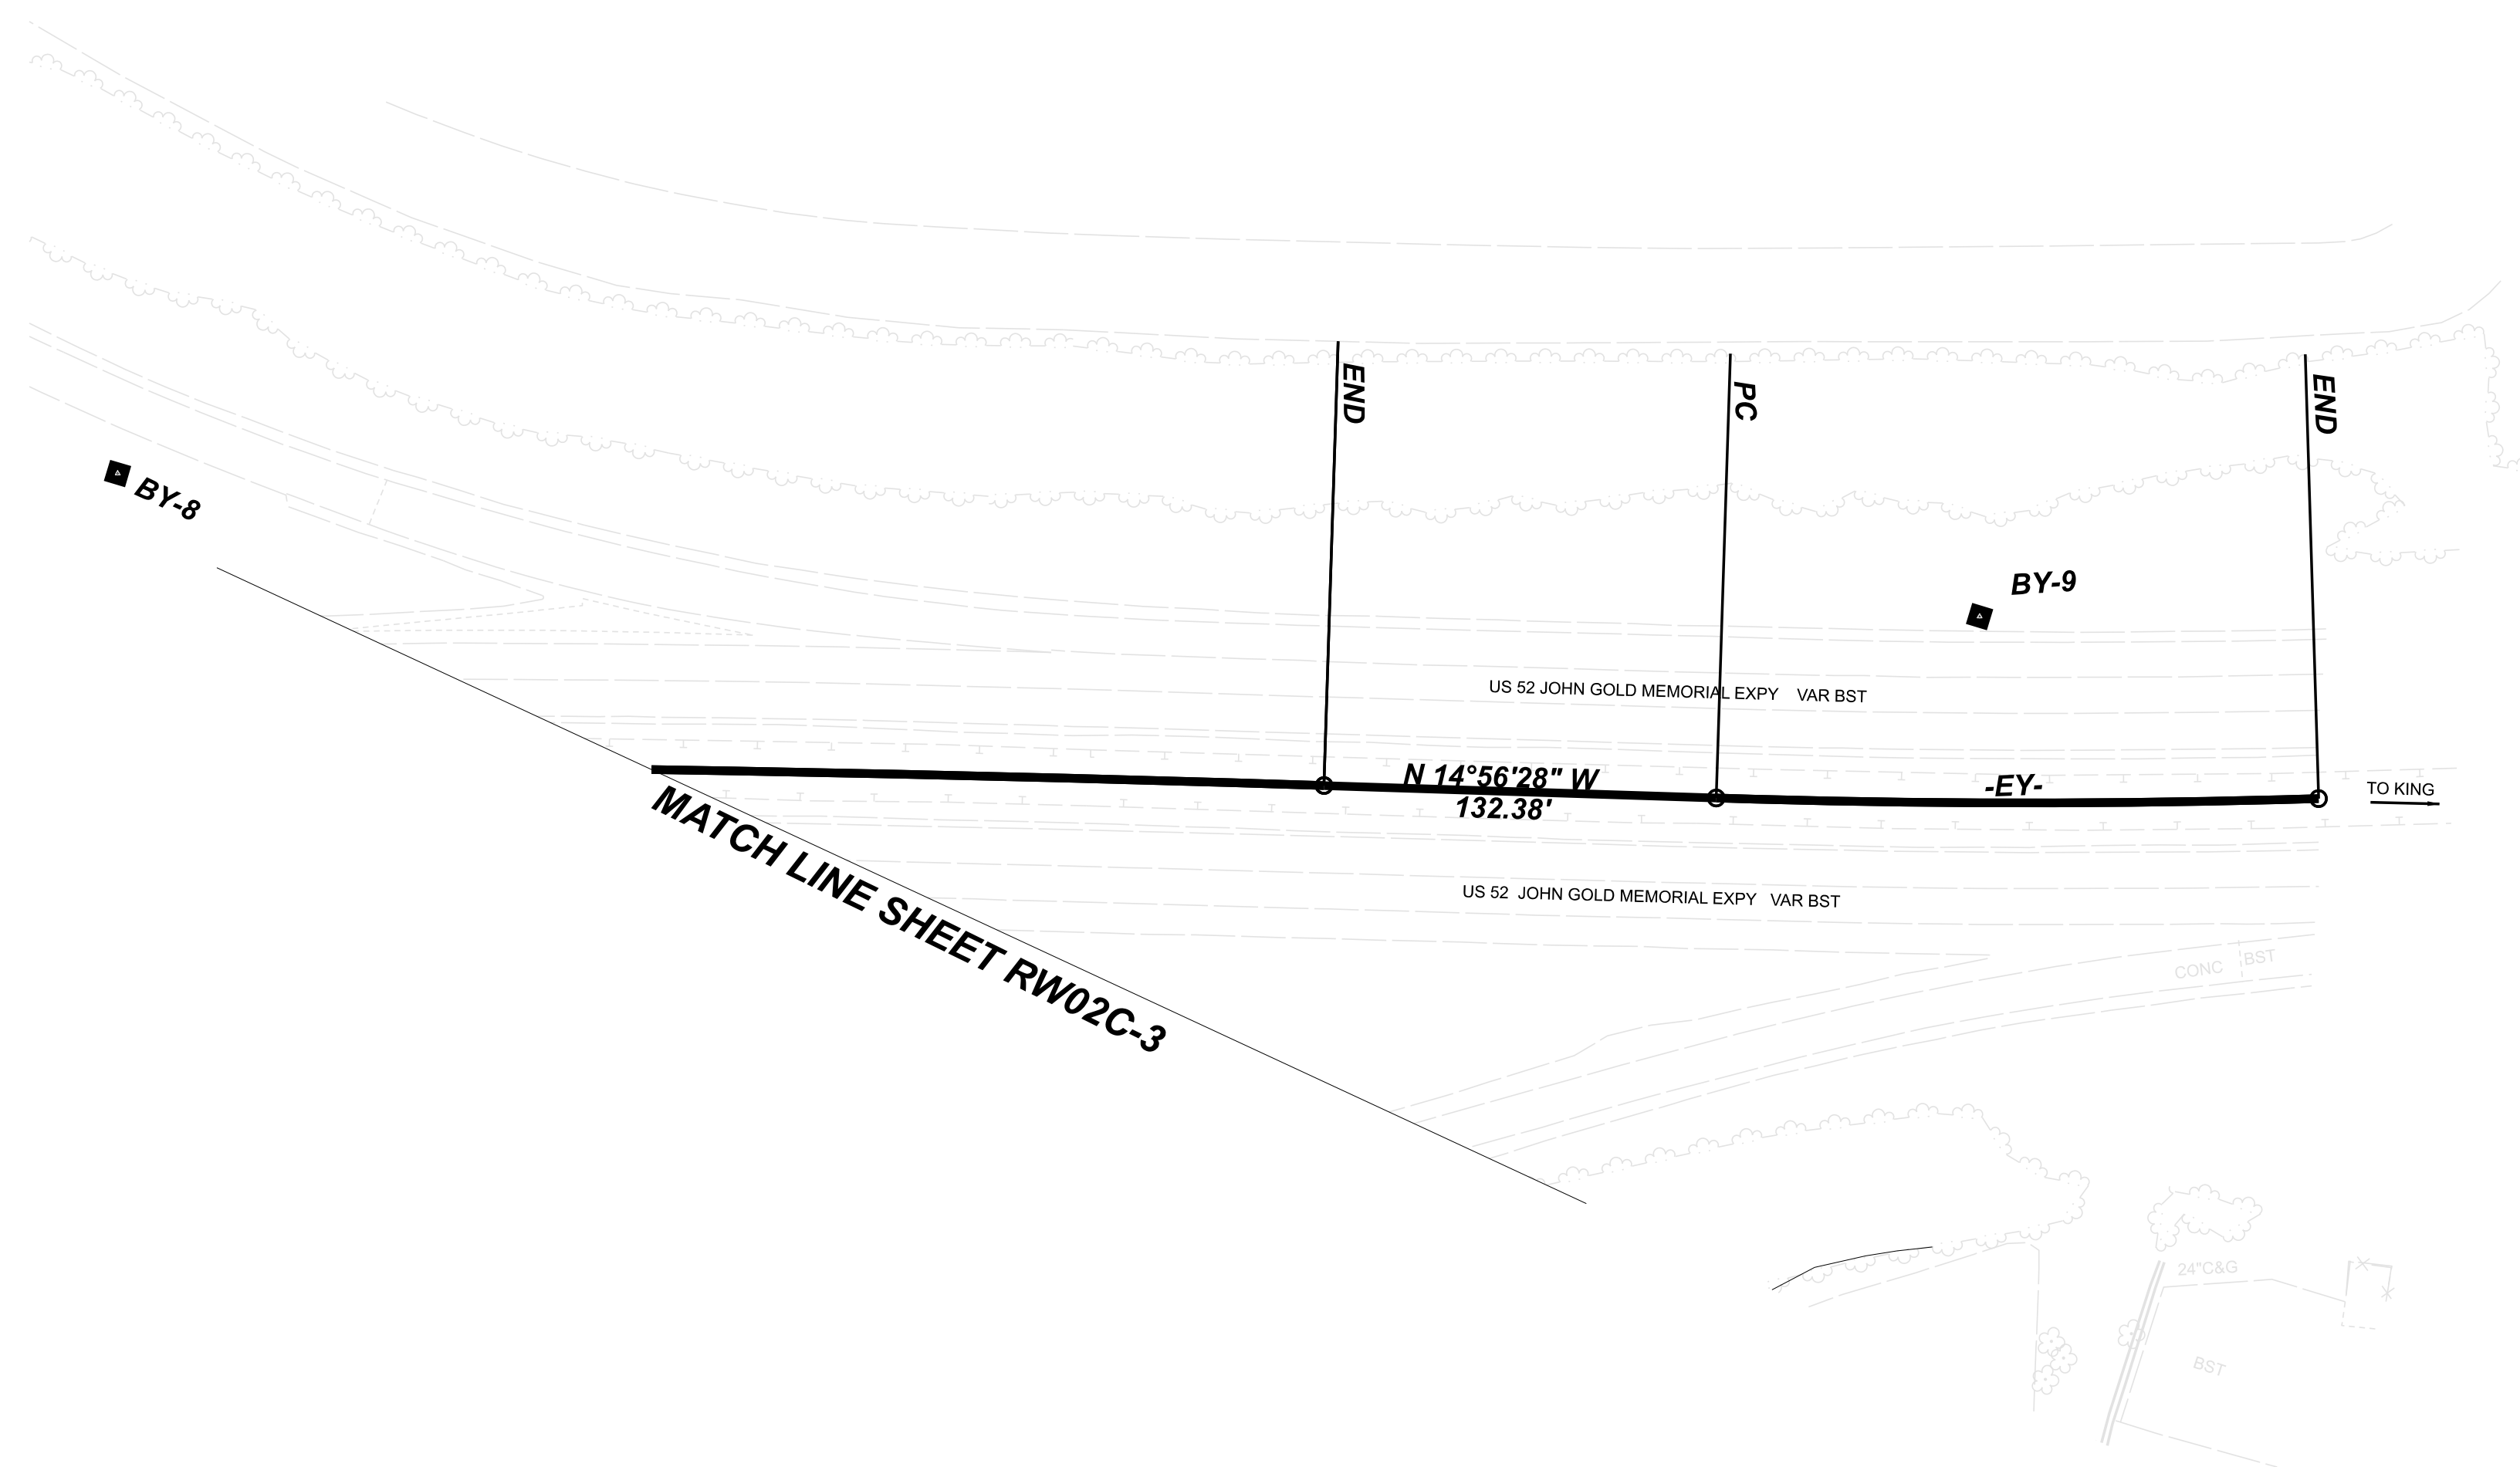 END
PC
END
BY-8
BY-9
US 52 JOHN GOLD MEMORIAL EXPY VAR BST
N 14°56'28" W
132.38'
-EY-
TO KING
MATCH LINE SHEET RW02C-3
US 52 JOHN GOLD MEMORIAL EXPY VAR BST
CONC
BST
24"C&G
BST